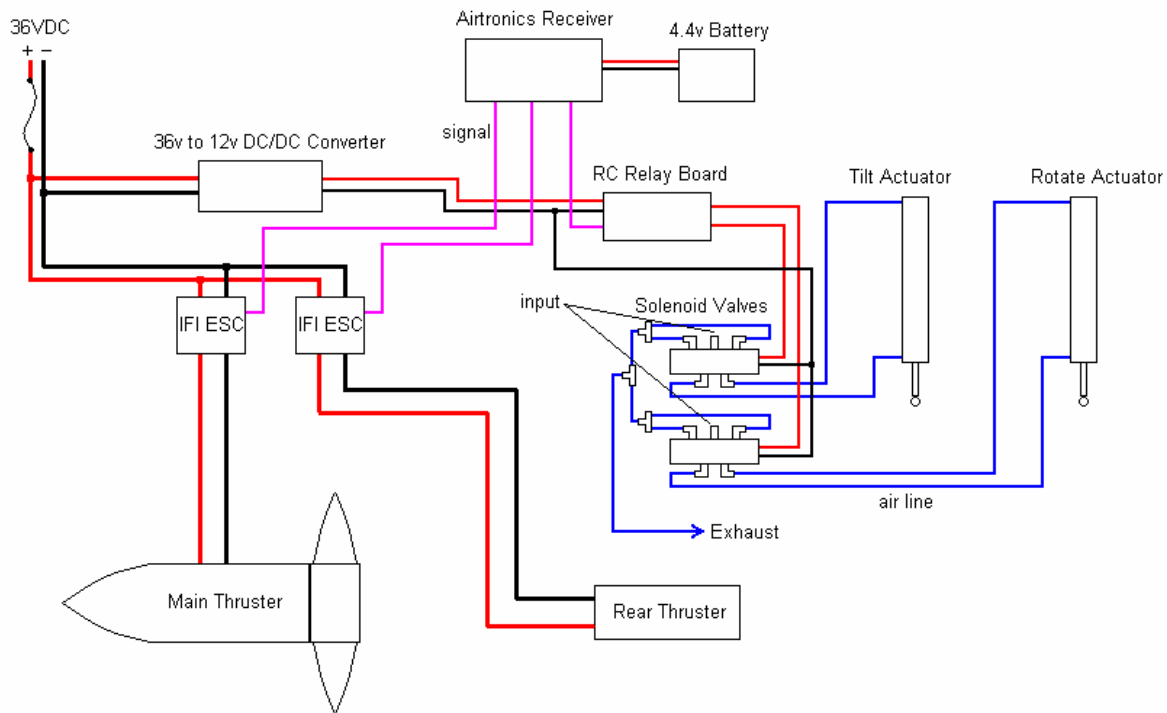 36VDC
+ −
Airtronics Receiver
4.4v Battery
signal
36v to 12v DC/DC Converter
RC Relay Board
Tilt Actuator
Rotate Actuator
input
Solenoid Valves
IFI ESC
IFI ESC
air line
Exhaust
Main Thruster
Rear Thruster